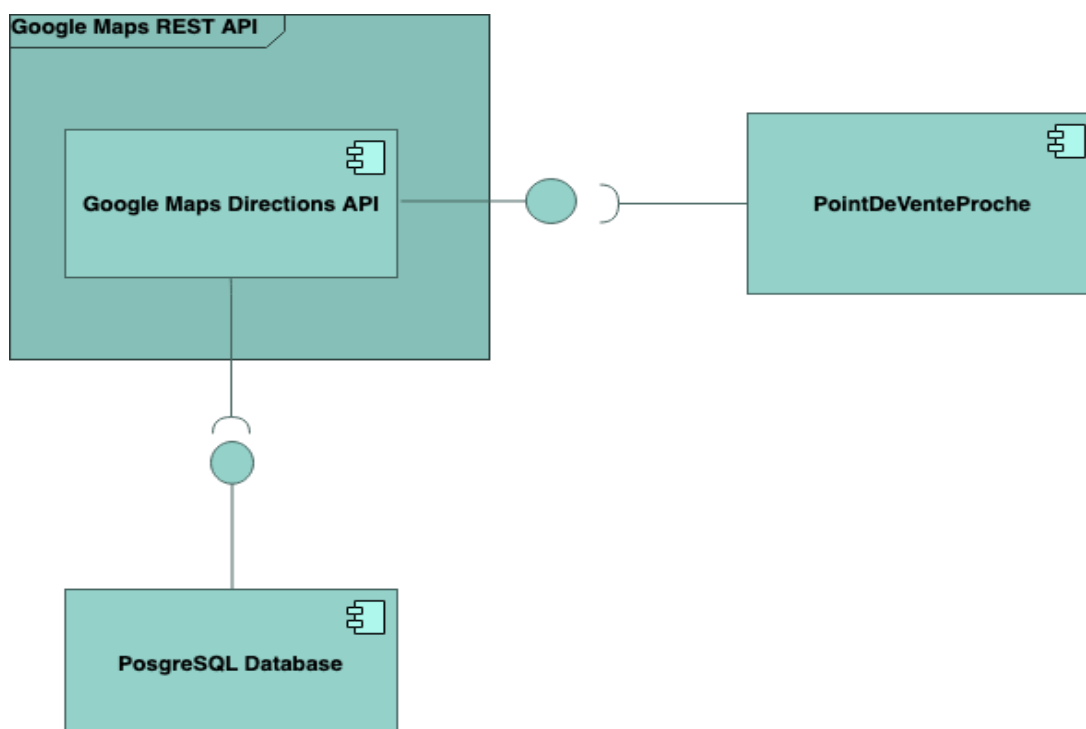 Google Maps REST API
Google Maps Directions API
PointDeVenteProche
PosgreSQL Database